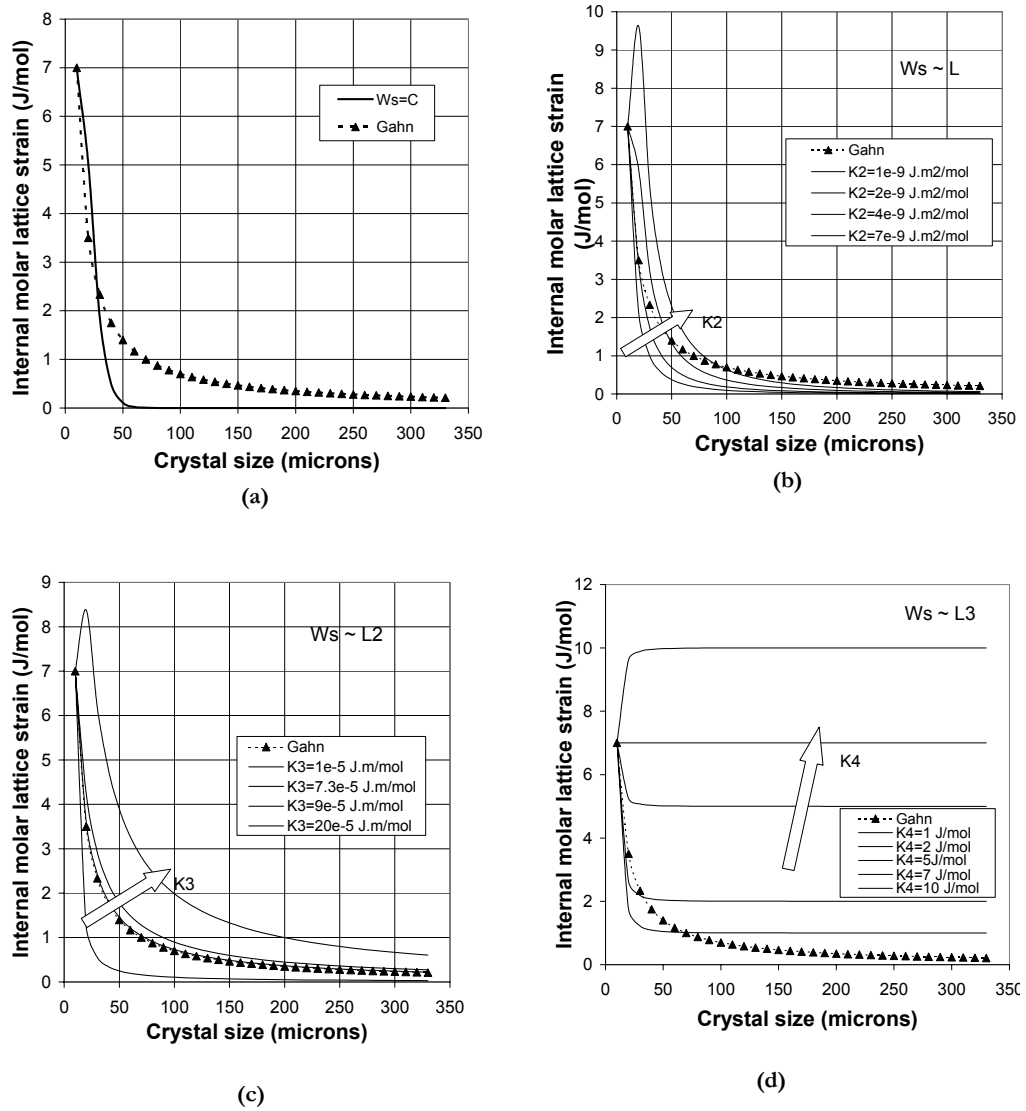 Internal molar lattice strain (J/mol)
8
7
6
5
4
3
2
1
0
Ws=C
Gahn
0 50 100 150 200 250 300 350
Crystal size (microns)
(a)
Internal molar lattice strain
(J/mol)
10
9
8
7
6
5
4
3
2
1
0
Ws ~ L
Gahn
K2=1e-9 J.m2/mol
K2=2e-9 J.m2/mol
K2=4e-9 J.m2/mol
K2=7e-9 J.m2/mol
K2
0 50 100 150 200 250 300 350
Crystal size (microns)
(b)
Internal molar lattice strain (J/mol)
9
8
7
6
5
4
3
2
1
0
Ws ~ L2
Gahn
K3=1e-5 J.m/mol
K3=7.3e-5 J.m/mol
K3=9e-5 J.m/mol
K3=20e-5 J.m/mol
K3
0 50 100 150 200 250 300 350
Crystal size (microns)
(c)
Internal molar lattice strain (J/mol)
12
10
8
6
4
2
0
Ws ~ L3
K4
Gahn
K4=1 J/mol
K4=2 J/mol
K4=5J/mol
K4=7 J/mol
K4=10 J/mol
0 50 100 150 200 250 300 350
Crystal size (microns)
(d)